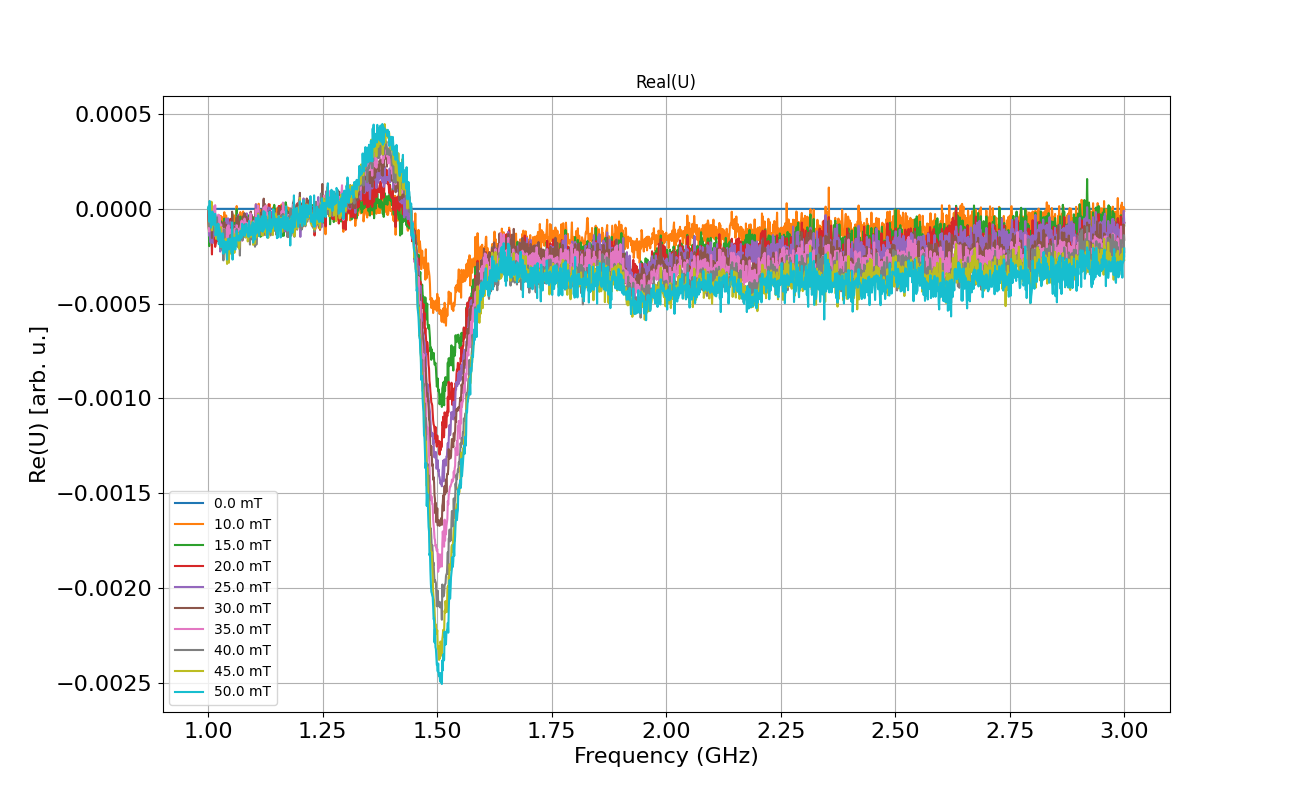 Real(U)
Re(U) [arb. u.]
0.0005
0.0000
−0.0005
−0.0010
−0.0015
−0.0020
−0.0025
0.0 mT
10.0 mT
15.0 mT
20.0 mT
25.0 mT
30.0 mT
35.0 mT
40.0 mT
45.0 mT
50.0 mT
1.00 1.25 1.50 1.75 2.00 2.25 2.50 2.75 3.00
Frequency (GHz)